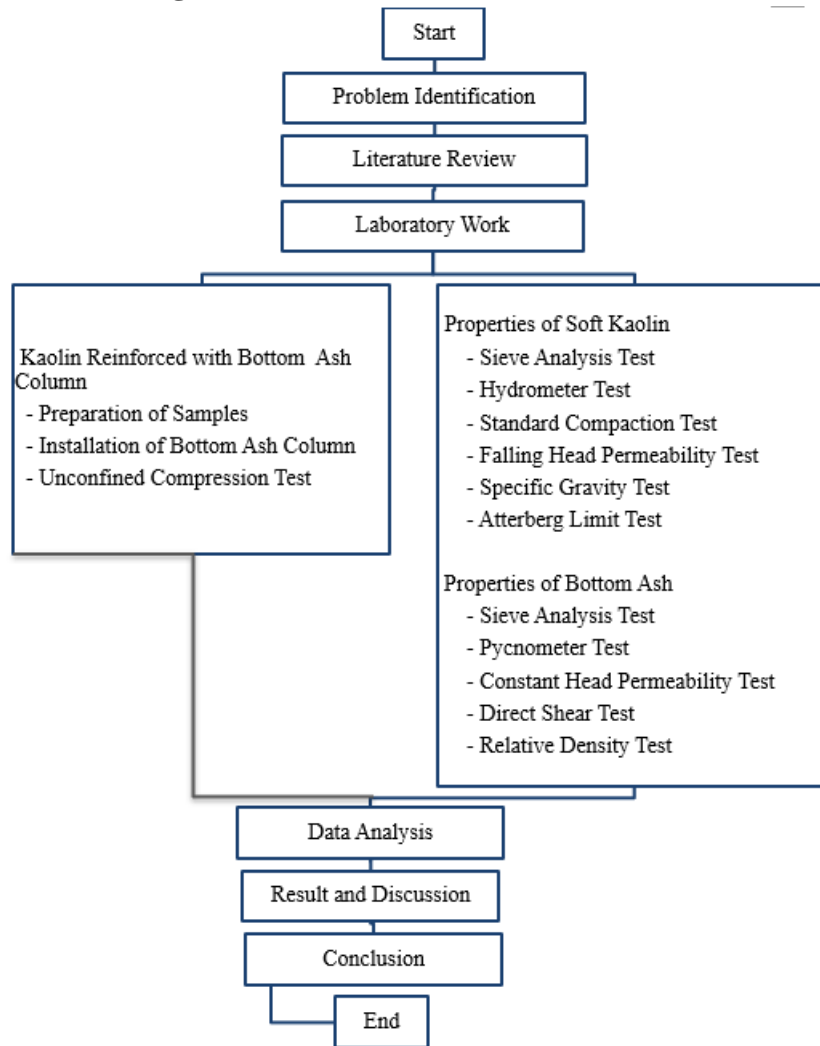 Start
Problem Identification
Literature Review
Laboratory Work
Kaolin Reinforced with Bottom Ash
Column
- Preparation of Samples
- Installation of Bottom Ash Column
- Unconfined Compression Test
Properties of Soft Kaolin
- Sieve Analysis Test
- Hydrometer Test
- Standard Compaction Test
- Falling Head Permeability Test
- Specific Gravity Test
- Atterberg Limit Test
Properties of Bottom Ash
- Sieve Analysis Test
- Pycnometer Test
- Constant Head Permeability Test
- Direct Shear Test
- Relative Density Test
Data Analysis
Result and Discussion
Conclusion
End